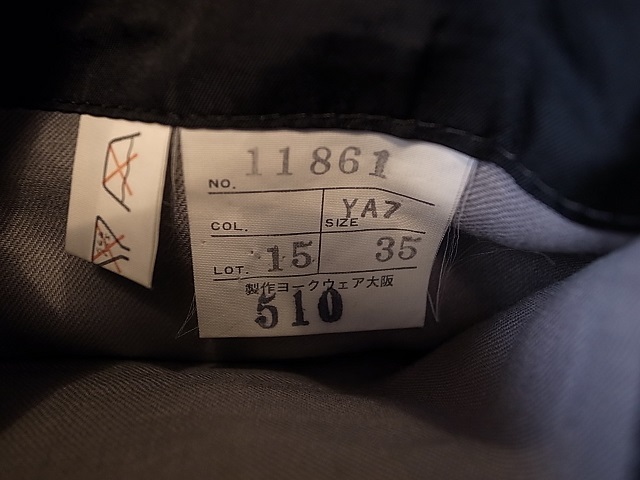 NO. 11861
COL. SIZE YA7
LOT. 15 35
製作ヨークウェア大阪
510